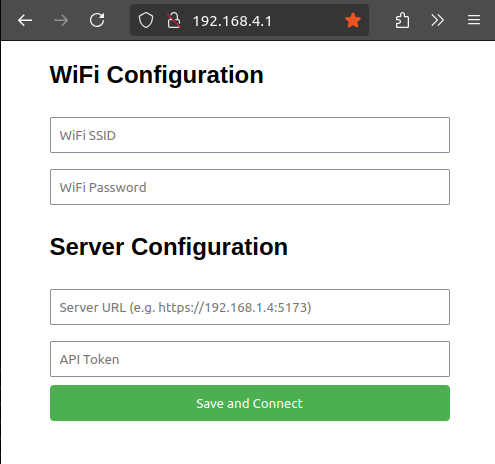 192.168.4.1
WiFi Configuration
WiFi SSID
WiFi Password
Server Configuration
Server URL (e.g. https://192.168.1.4:5173)
API Token
Save and Connect